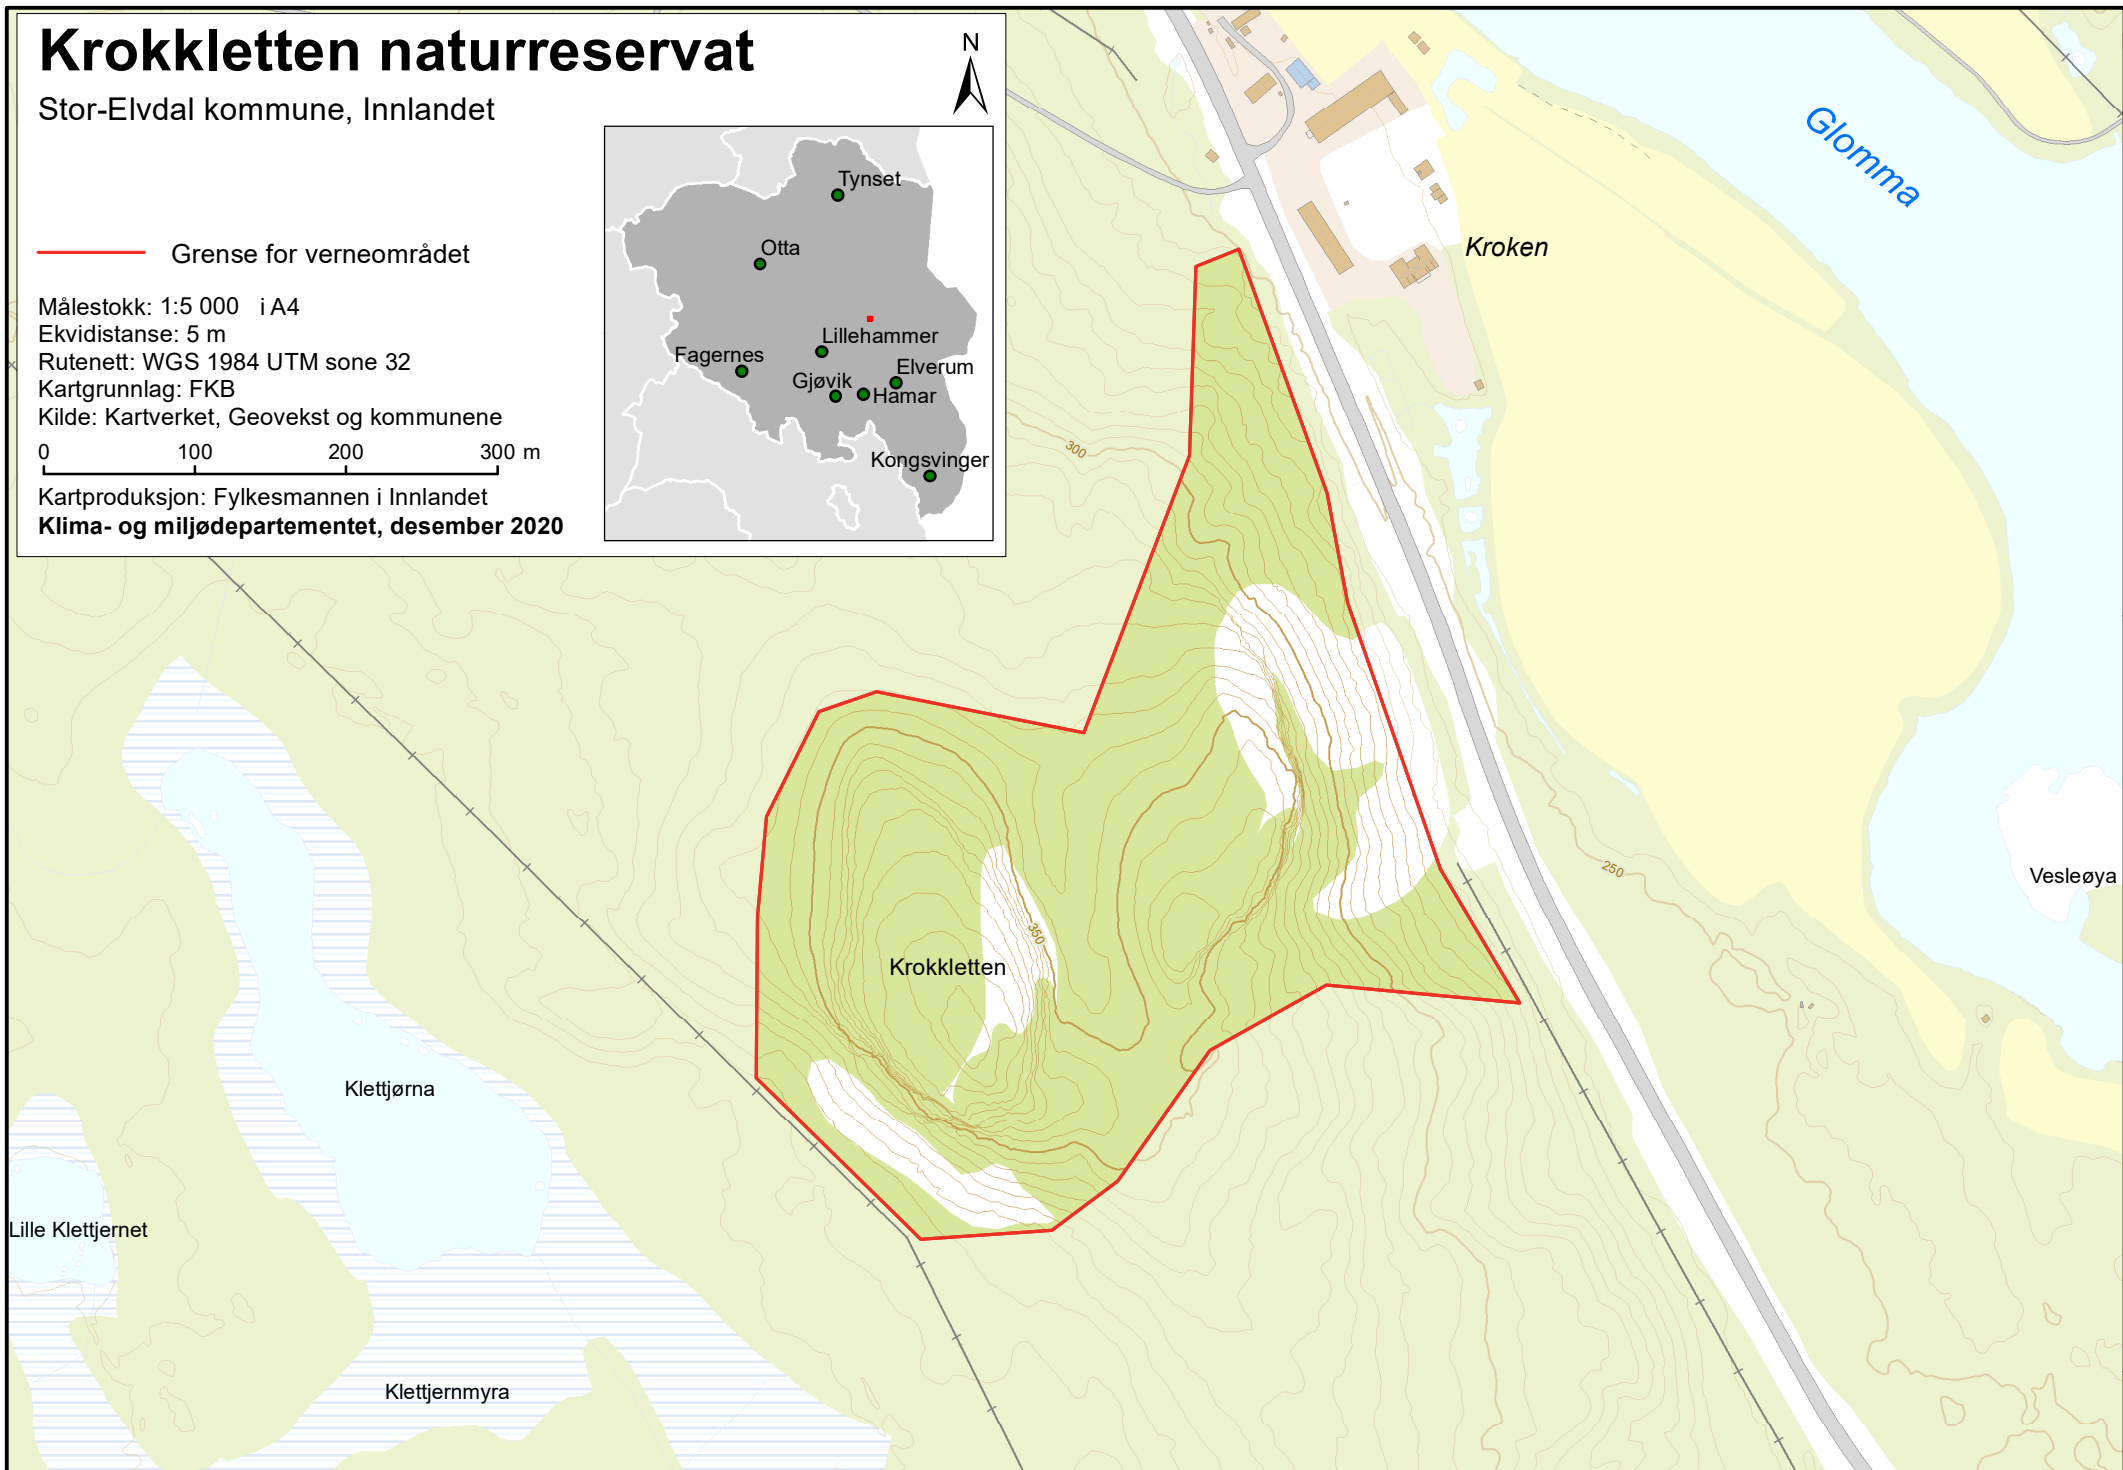 Krokkletten naturreservat
Stor-Elvdal kommune, Innlandet
N
Grense for verneområdet
Målestokk: 1:5 000 i A4
Ekvidistanse: 5 m
Rutenett: WGS 1984 UTM sone 32
Kartgrunnlag: FKB
Kilde: Kartverket, Geovekst og kommunene
0 100 200 300 m
Kartproduksjon: Fylkesmannen i Innlandet
Klima- og miljødepartementet, desember 2020
Tynset
Otta
Lillehammer
Fagernes
Elverum
Gjøvik
Hamar
Kongsvinger
Glomma
Kroken
300
250
Vesleøya
350
Krokkletten
Klettjørna
Lille Klettjernet
Klettjernmyra